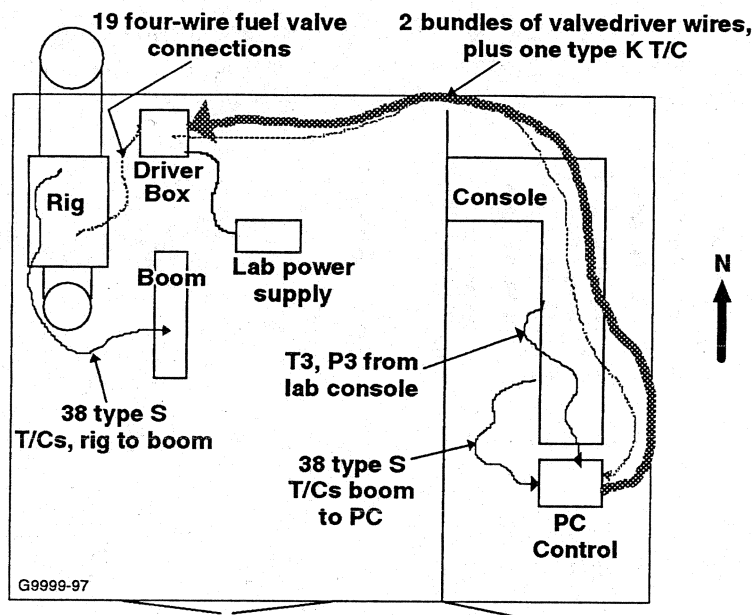 19 four-wire fuel valve
connections
2 bundles of valvedriver wires,
plus one type K T/C
Driver
Box
Rig
Console
Boom
Lab power
supply
N
T3, P3 from
lab console
38 type S
T/Cs, rig to boom
38 type S
T/Cs boom
to PC
PC
Control
G9999-97